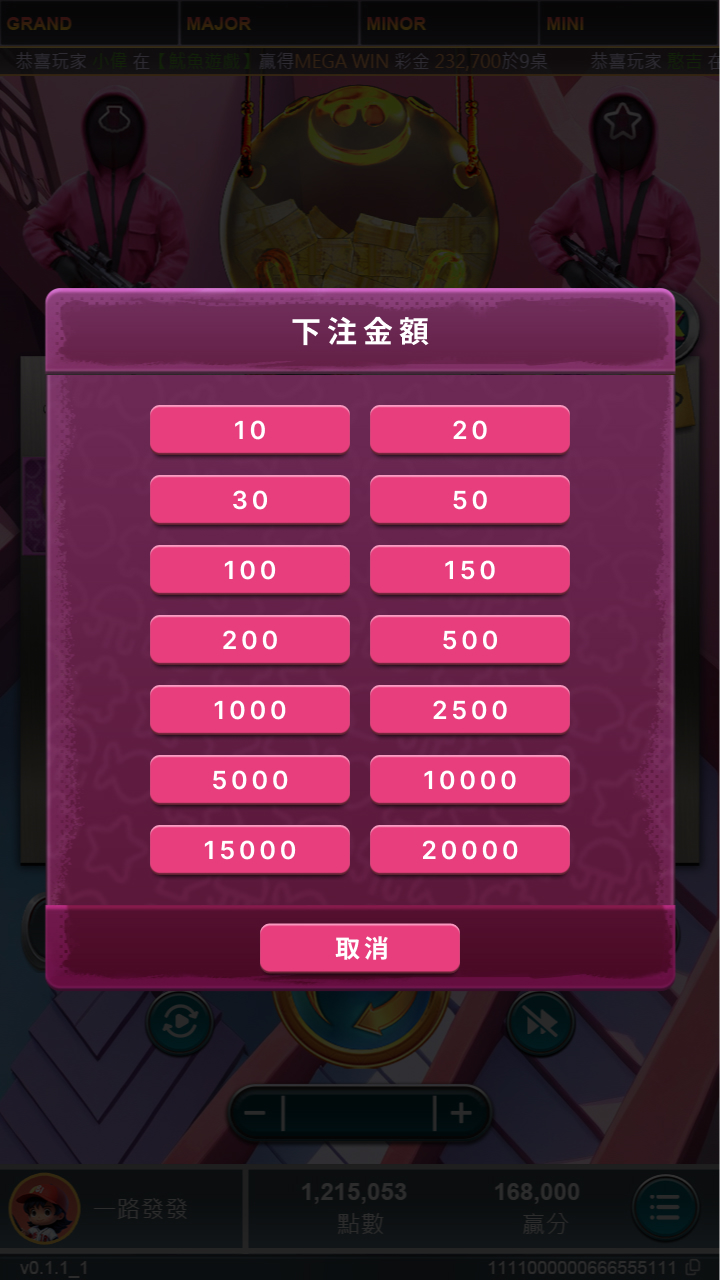 GRAND MAJOR MINOR MINI
恭喜玩家 小偉 在【魷魚遊戲】贏得MEGA WIN 彩金 232,700於9桌 恭喜玩家 憨吉 在
下注金額
10 20
30 50
100 150
200 500
1000 2500
5000 10000
15000 20000
取消
一路發發 1,215,053 168,000
點數 贏分
v0.1.1_1 1111000000666555111